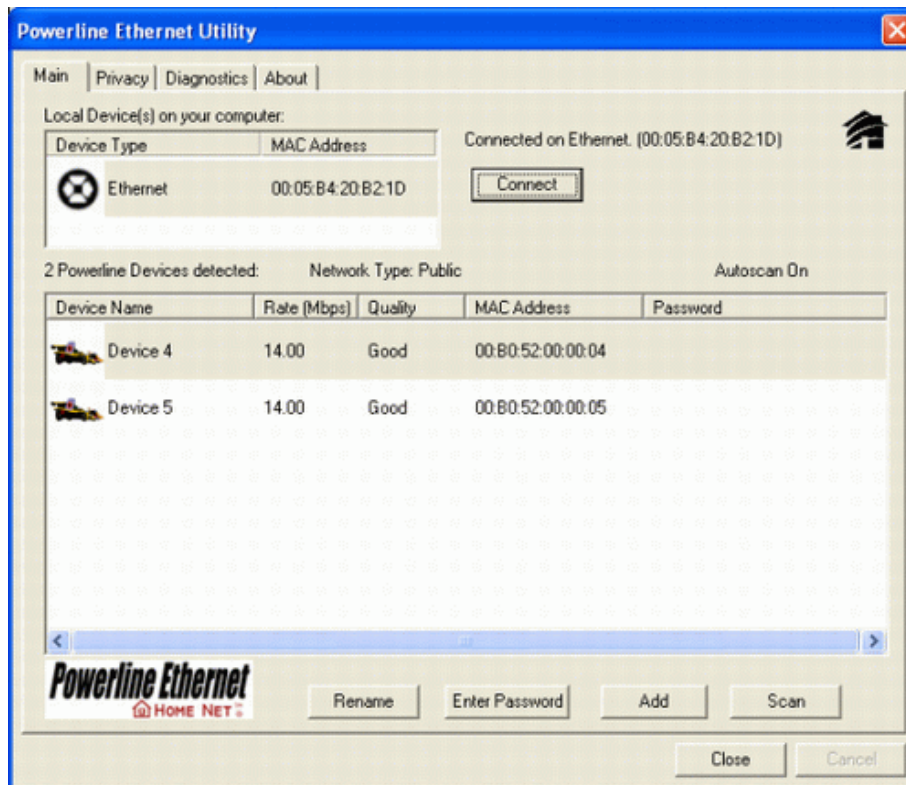 Powerline Ethernet Utility
Main Privacy Diagnostics About
Local Device(s) on your computer:
Device Type MAC Address
Ethernet 00:05:B4:20:B2:1D
Connected on Ethernet. (00:05:B4:20:B2:1D)
Connect
2 Powerline Devices detected: Network Type: Public Autoscan On
Device Name Rate (Mbps) Quality MAC Address Password
Device 4 14.00 Good 00:B0:52:00:00:04
Device 5 14.00 Good 00:B0:52:00:00:05
Powerline Ethernet
HOME NET
Rename Enter Password Add Scan
Close Cancel